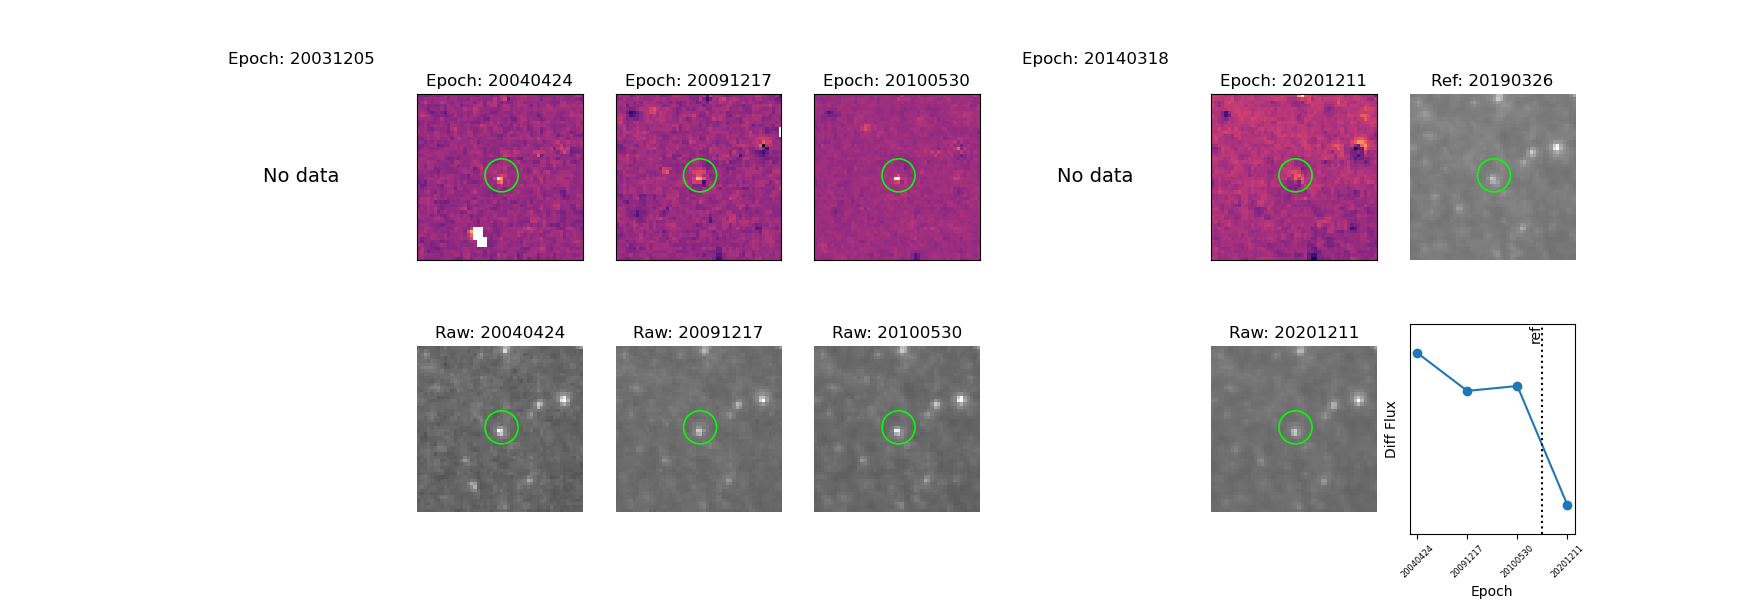 Epoch: 20031205
Epoch: 20140318
Epoch: 20040424
Epoch: 20091217
Epoch: 20100530
Epoch: 20201211
Ref: 20190326
No data
No data
Raw: 20040424
Raw: 20091217
Raw: 20100530
Raw: 20201211
ref
Diff Flux
20040424
20091217
20100530
20201211
Epoch